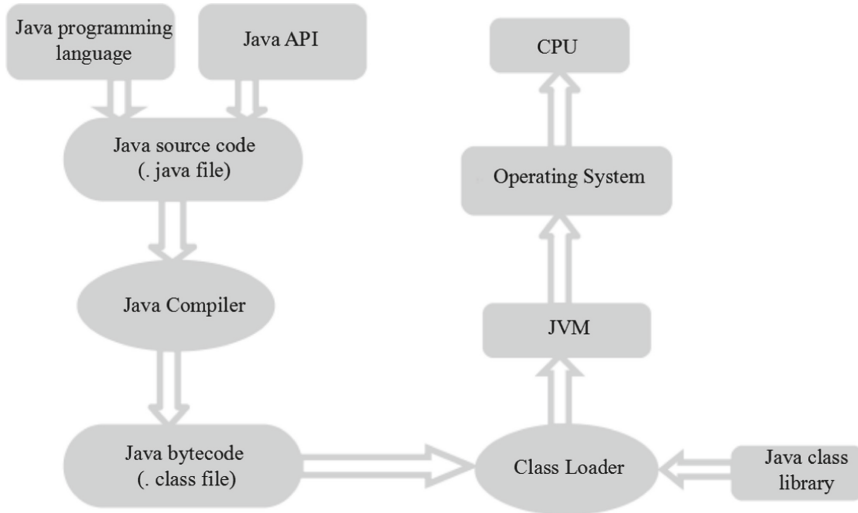 Java programming
language
Java API
Java source code
(. java file)
Java Compiler
Java bytecode
(. class file)
CPU
Operating System
JVM
Class Loader
Java class
library